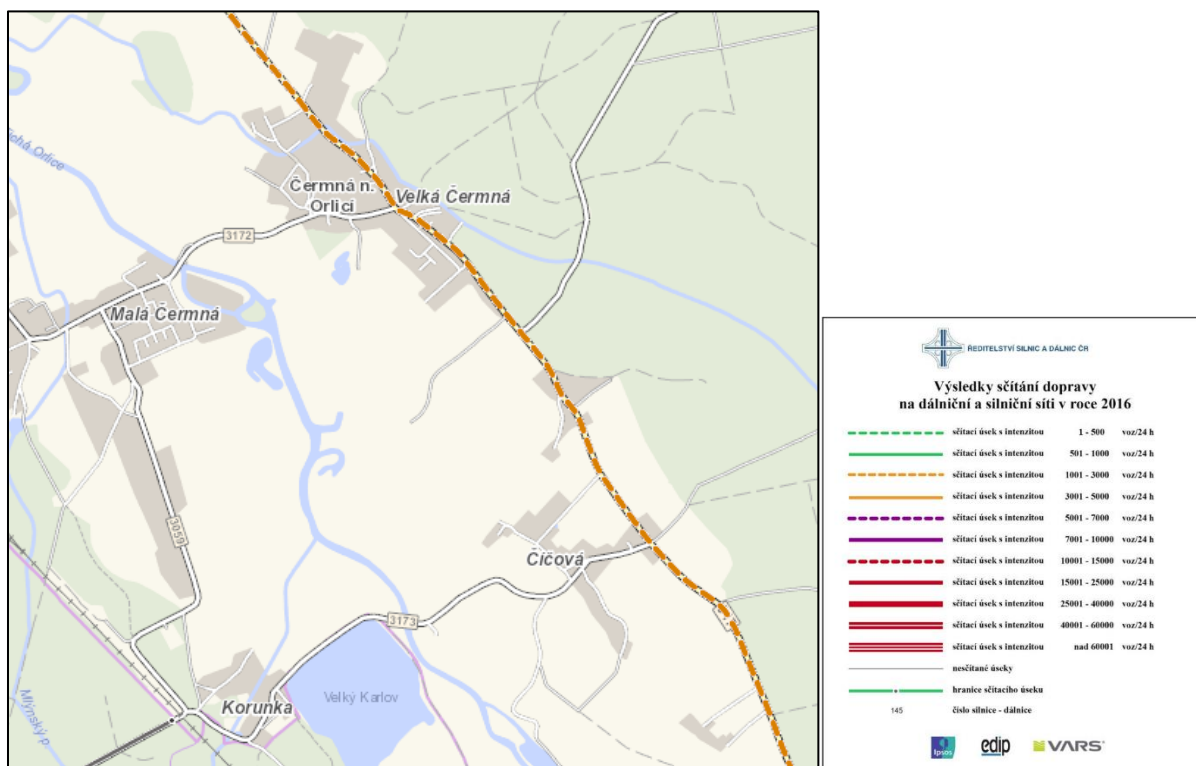 ichá Orlice
Čermná n.
Orlicí
Velká Čermná
3172
Malá Čermná
3059
Číčová
3173
Velký Karlov
Korunka
Mlýnský p
ŘEDITELSTVÍ SILNIC A DÁLNIC ČR
Výsledky sčítání dopravy
na dálniční a silniční síti v roce 2016
sčítací úsek s intenzitou 1 - 500 voz/24 h
sčítací úsek s intenzitou 501 - 1000 voz/24 h
sčítací úsek s intenzitou 1001 - 3000 voz/24 h
sčítací úsek s intenzitou 3001 - 5000 voz/24 h
sčítací úsek s intenzitou 5001 - 7000 voz/24 h
sčítací úsek s intenzitou 7001 - 10000 voz/24 h
sčítací úsek s intenzitou 10001 - 15000 voz/24 h
sčítací úsek s intenzitou 15001 - 25000 voz/24 h
sčítací úsek s intenzitou 25001 - 40000 voz/24 h
sčítací úsek s intenzitou 40001 - 60000 voz/24 h
sčítací úsek s intenzitou nad 60001 voz/24 h
nesčítané úseky
hranice sčítacího úseku
145 číslo silnice - dálnice
Ipsos edip VARS